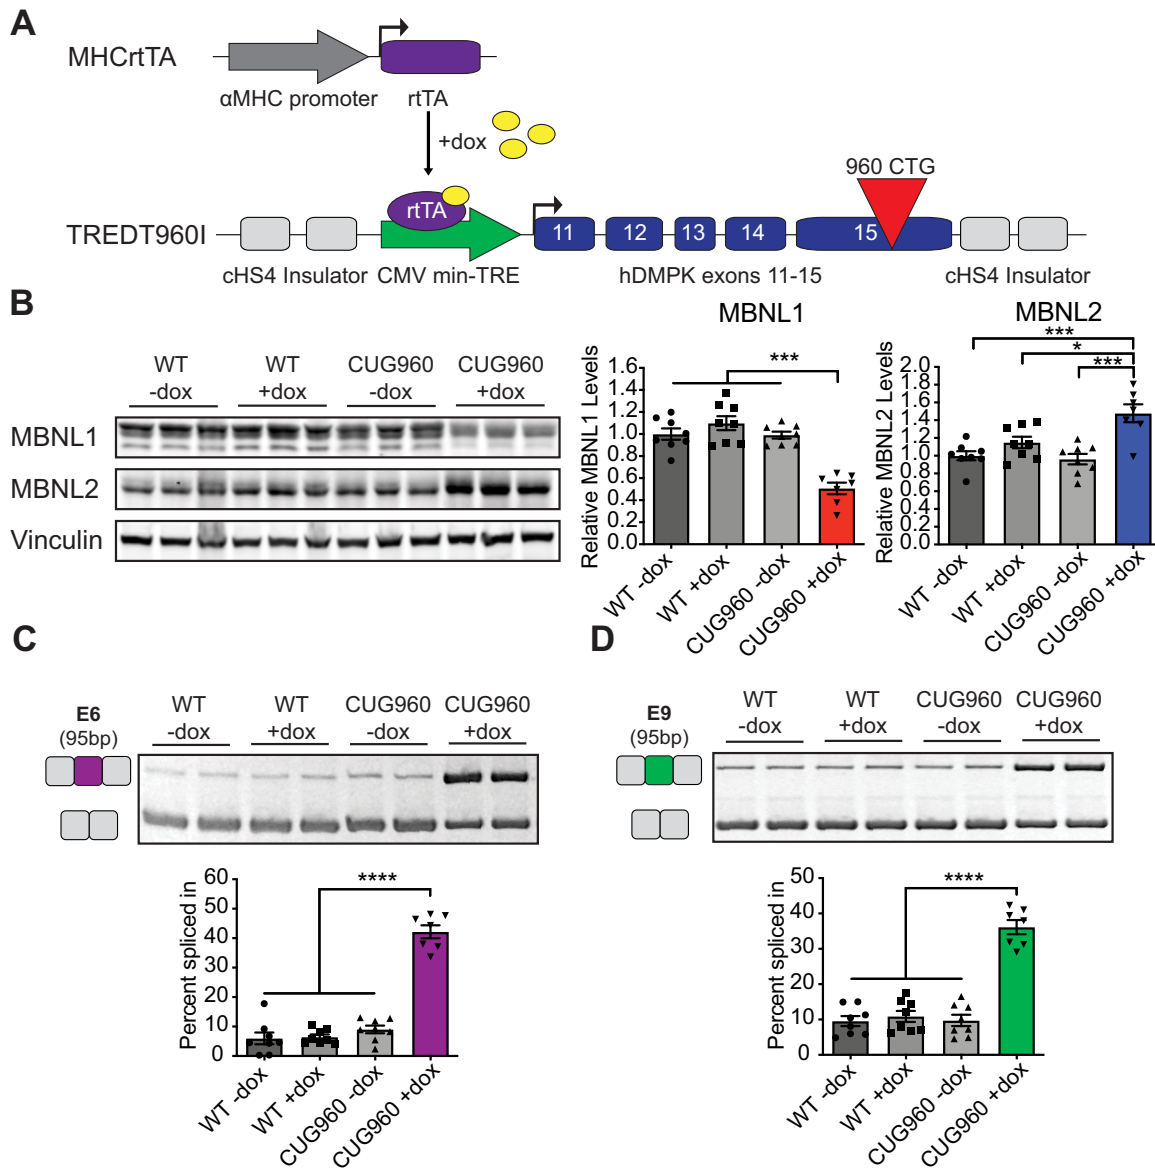 A
MHCrtTA
αMHC promoter
rtTA
+dox
960 CTG
rtTA
TREDT960I
11
12
13
14
15
cHS4 Insulator
CMV min-TRE
hDMPK exons 11-15
cHS4 Insulator
B
WT
-dox
WT
+dox
CUG960
-dox
CUG960
+dox
MBNL1
MBNL2
Vinculin
MBNL1
Relative MBNL1 Levels
1.6
1.4
1.2
1.0
0.8
0.6
0.4
0.2
0.0
***
WT -dox
WT +dox
CUG960 -dox
CUG960 +dox
MBNL2
Relative MBNL2 Levels
2.0
1.8
1.6
1.4
1.2
1.0
0.8
0.6
0.4
0.2
0.0
***
*
***
WT -dox
WT +dox
CUG960 -dox
CUG960 +dox
C
E6
(95bp)
WT
-dox
WT
+dox
CUG960
-dox
CUG960
+dox
Percent spliced in
60
50
40
30
20
10
0
****
WT -dox
WT +dox
CUG960 -dox
CUG960 +dox
D
E9
(95bp)
WT
-dox
WT
+dox
CUG960
-dox
CUG960
+dox
Percent spliced in
50
40
30
20
10
0
****
WT -dox
WT +dox
CUG960 -dox
CUG960 +dox